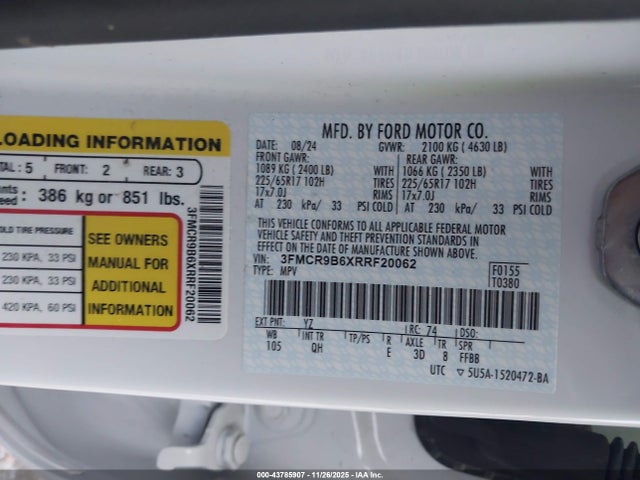 LOADING INFORMATION
TAL: 5 FRONT: 2 REAR: 3
386 kg or 851 lbs.
OLD TIRE PRESSURE
230 KPA, 33 PSI
230 KPA, 33 PSI
420 KPA, 60 PSI
SEE OWNERS
MANUAL FOR
ADDITIONAL
INFORMATION
3FMCR9B6XRRF20062
MFD. BY FORD MOTOR CO.
DATE: 08/24 GVWR: 2100 KG ( 4630 LB)
FRONT GAWR: REAR GAWR:
1089 KG ( 2400 LB) WITH 1066 KG ( 2350 LB) WITH
225/65R17 102H TIRES 225/65R17 102H TIRES
17x7.0J RIMS 17x7.0J RIMS
AT 230 kPa/ 33 PSI COLD AT 230 kPa/ 33 PSI COLD
THIS VEHICLE CONFORMS TO ALL APPLICABLE FEDERAL MOTOR
VEHICLE SAFETY AND THEFT PREVENTION STANDARDS IN
EFFECT ON THE DATE OF MANUFACTURE SHOWN ABOVE.
VIN: 3FMCR9B6XRRF20062
TYPE: MPV
F0155
T0380
EXT PNT: YZ RC: 74 DSO:
WB INT TR TP/PS R AXLE TR SPR
105 QH E 3D 8 FFBB
UTC ▽ 5U5A-1520472-BA
000-43785907 | 11/26/2025 | IAAI.com